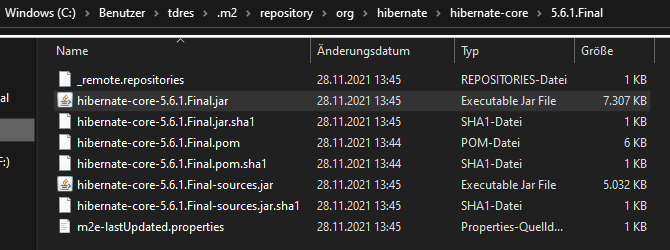 Windows (C:) > Benutzer > tdres > .m2 > repository > org > hibernate > hibernate-core > 5.6.1.Final
Name Änderungsdatum Typ Größe
_remote.repositories 28.11.2021 13:45 REPOSITORIES-Datei 1 KB
hibernate-core-5.6.1.Final.jar 28.11.2021 13:45 Executable Jar File 7.307 KB
hibernate-core-5.6.1.Final.jar.sha1 28.11.2021 13:45 SHA1-Datei 1 KB
hibernate-core-5.6.1.Final.pom 28.11.2021 13:44 POM-Datei 6 KB
hibernate-core-5.6.1.Final.pom.sha1 28.11.2021 13:44 SHA1-Datei 1 KB
hibernate-core-5.6.1.Final-sources.jar 28.11.2021 13:45 Executable Jar File 5.032 KB
hibernate-core-5.6.1.Final-sources.jar.sha1 28.11.2021 13:45 SHA1-Datei 1 KB
m2e-lastUpdated.properties 28.11.2021 13:45 Properties-Quelld... 1 KB
al
F:)